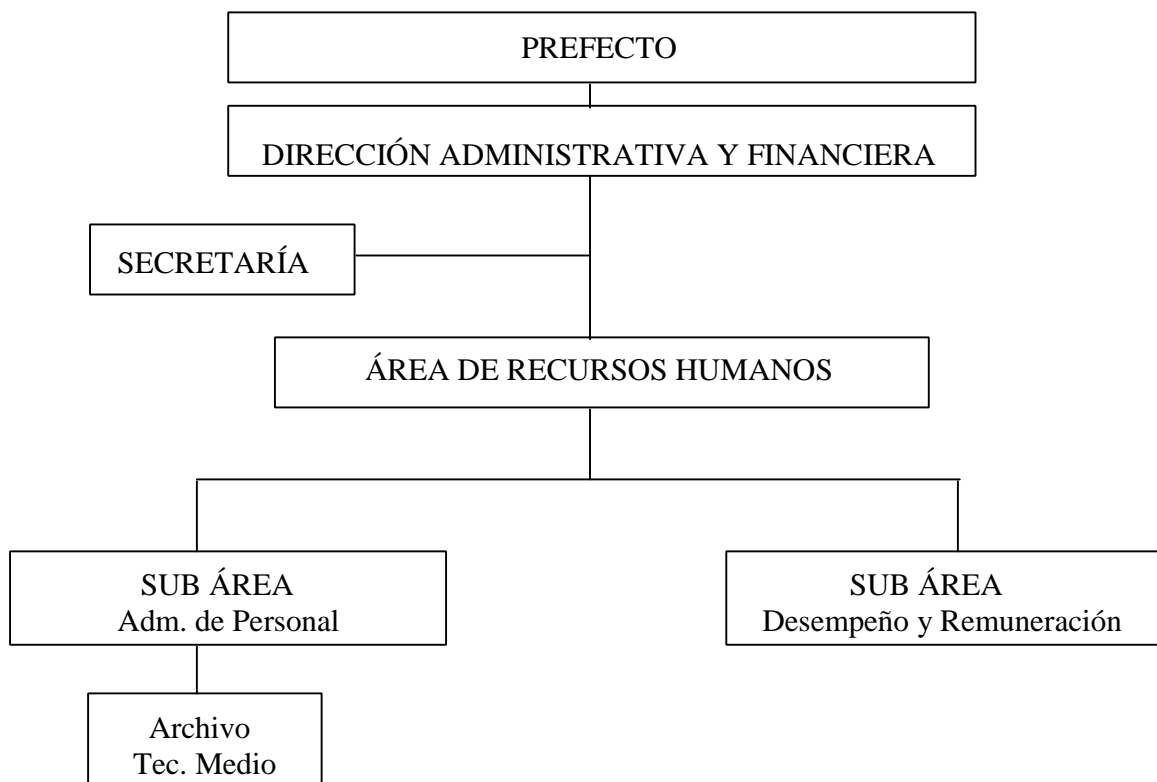 PREFECTO
DIRECCIÓN ADMINISTRATIVA Y FINANCIERA
SECRETARÍA
ÁREA DE RECURSOS HUMANOS
SUB ÁREA
Adm. de Personal
SUB ÁREA
Desempeño y Remuneración
Archivo
Tec. Medio